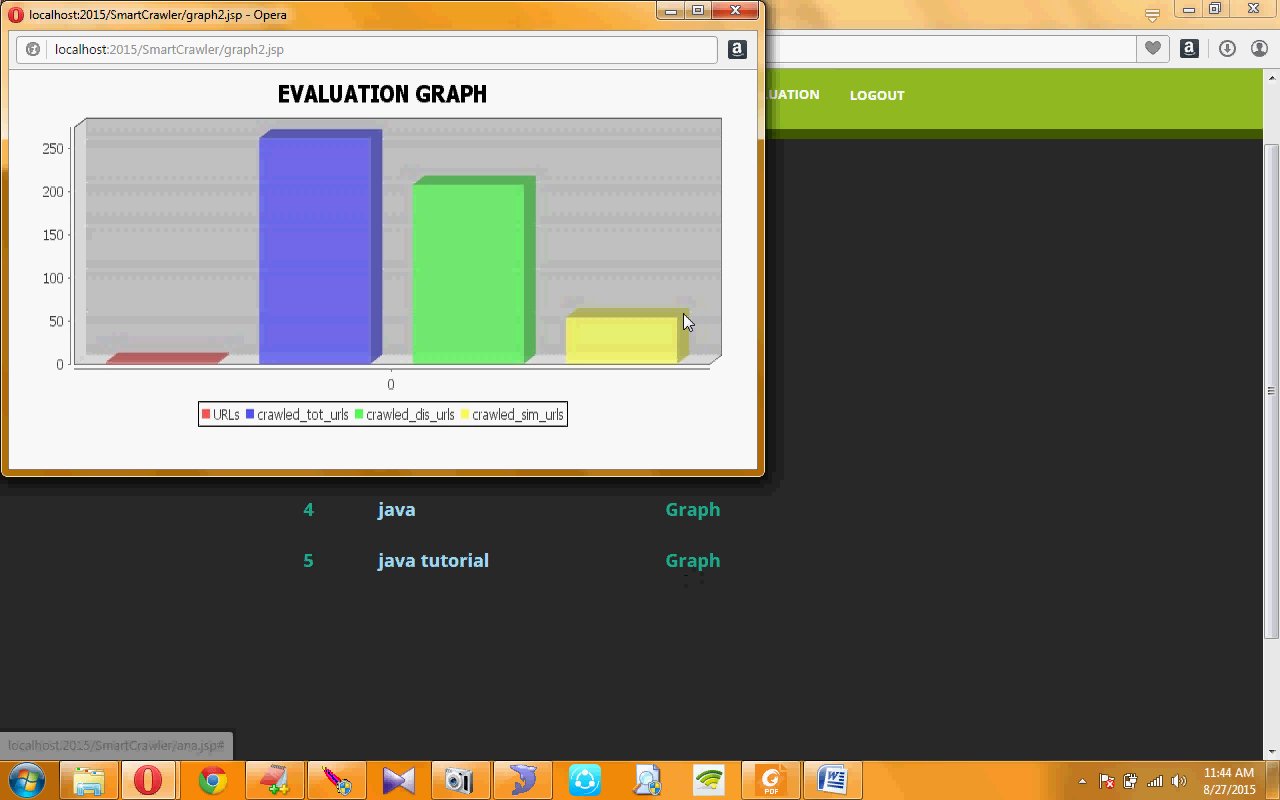 localhost:2015/SmartCrawler/graph2.jsp - Opera
localhost:2015/SmartCrawler/graph2.jsp
EVALUATION GRAPH
250
200
150
100
50
0
0
URLs crawled_tot_urls crawled_dis_urls crawled_sim_urls
UATION LOGOUT
4 java Graph
5 java tutorial Graph
localhost:2015/SmartCrawler/ana.jsp#
PDF
11:44 AM
8/27/2015